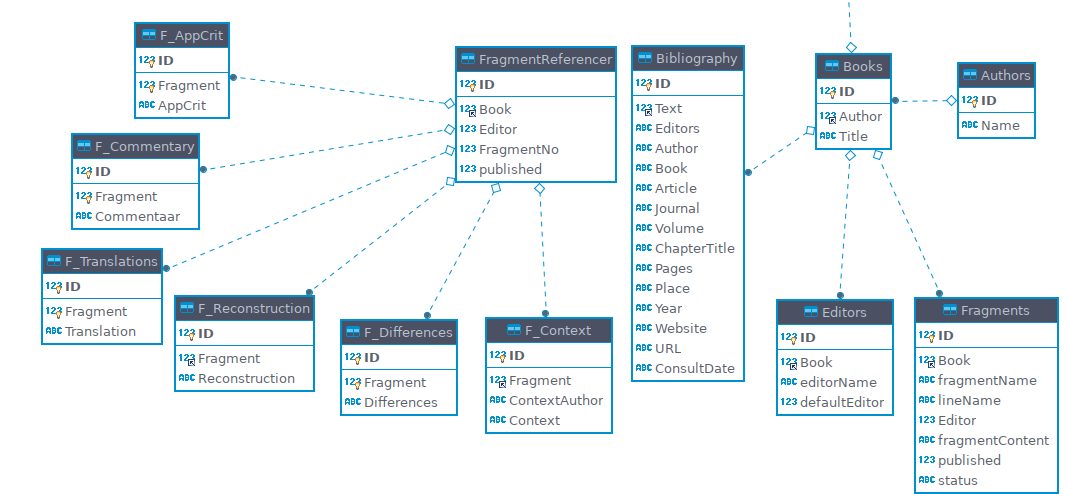 F_AppCrit
123 ID
123 Fragment
ABC AppCrit
F_Commentary
123 ID
123 Fragment
ABC Commentaar
F_Translations
123 ID
123 Fragment
ABC Translation
F_Reconstruction
123 ID
123 Fragment
ABC Reconstruction
F_Differences
123 ID
123 Fragment
ABC Differences
F_Context
123 ID
123 Fragment
ABC ContextAuthor
ABC Context
FragmentReferencer
123 ID
123 Book
123 Editor
123 FragmentNo
123 published
Bibliography
123 ID
123 Text
ABC Editors
ABC Author
ABC Book
ABC Article
ABC Journal
ABC Volume
ABC ChapterTitle
ABC Pages
ABC Place
ABC Year
ABC Website
ABC URL
ABC ConsultDate
Books
123 ID
123 Author
ABC Title
Authors
123 ID
ABC Name
Editors
123 ID
123 Book
ABC editorName
123 defaultEditor
Fragments
123 ID
123 Book
ABC fragmentName
ABC lineName
123 Editor
ABC fragmentContent
123 published
ABC status